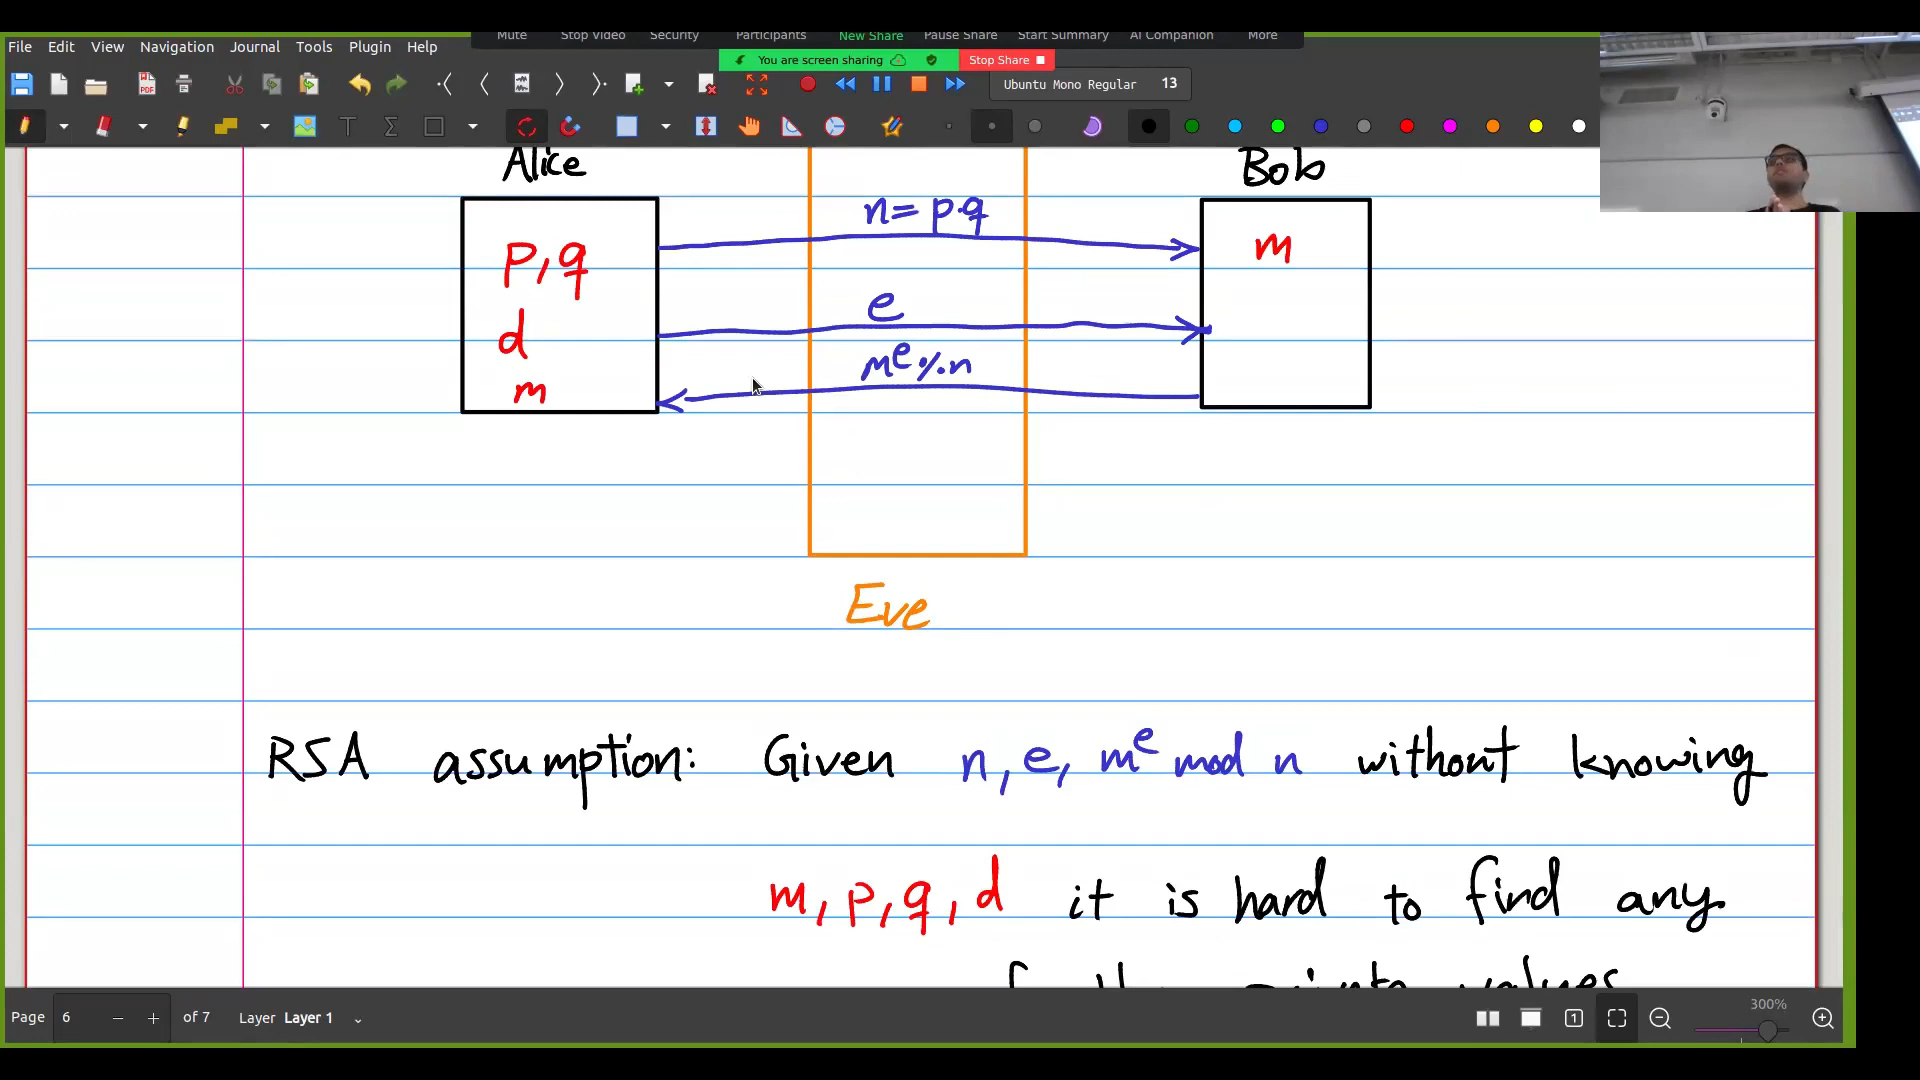 Mute Stop Video Security Participants New Share Pause Share Start Summary AI Companion More
File Edit View Navigation Journal Tools Plugin Help
You are screen sharing Stop Share
Ubuntu Mono Regular 13
Alice Bob
n = p.q
p, q m
e
d
m^e % n
m
Eve
RSA assumption: Given n, e, m^e mod n without knowing
m, p, q, d it is hard to find any
values
Page 6 of 7 Layer Layer 1 300%